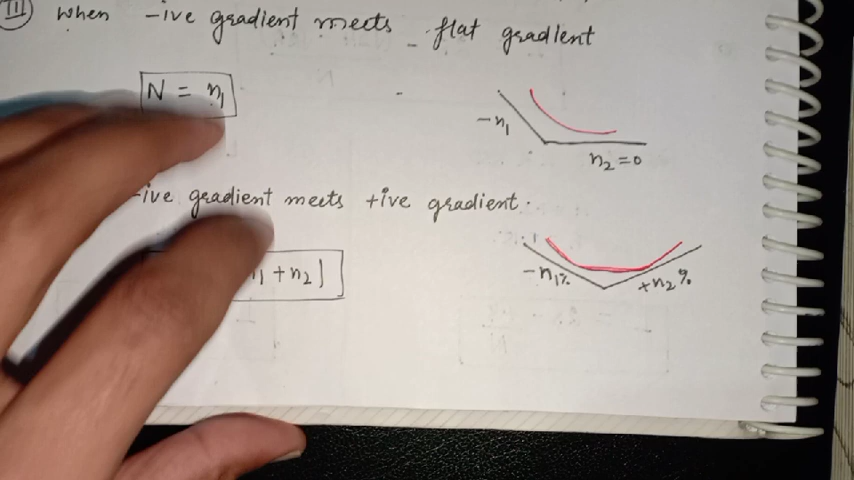 III) When -ive gradient meets flat gradient
N = n₁
-n₁
n₂=0
-ive gradient meets +ive gradient.
+n₂]
-n₁%
+n₂%